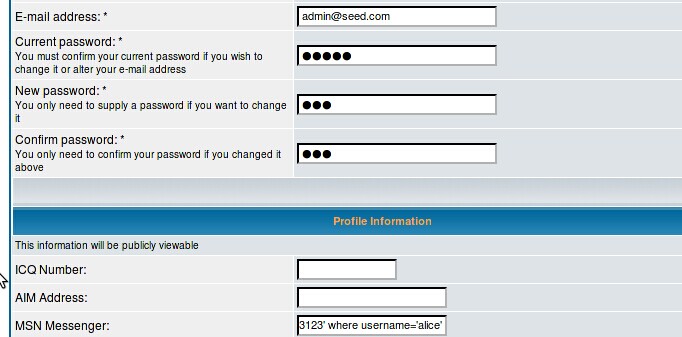 E-mail address: *
admin@seed.com
Current password: *
You must confirm your current password if you wish to
change it or alter your e-mail address
●●●●●
New password: *
You only need to supply a password if you want to change
it
●●●
Confirm password: *
You only need to confirm your password if you changed it
above
●●●
Profile Information
This information will be publicly viewable
ICQ Number:
AIM Address:
MSN Messenger:
3123' where username='alice'